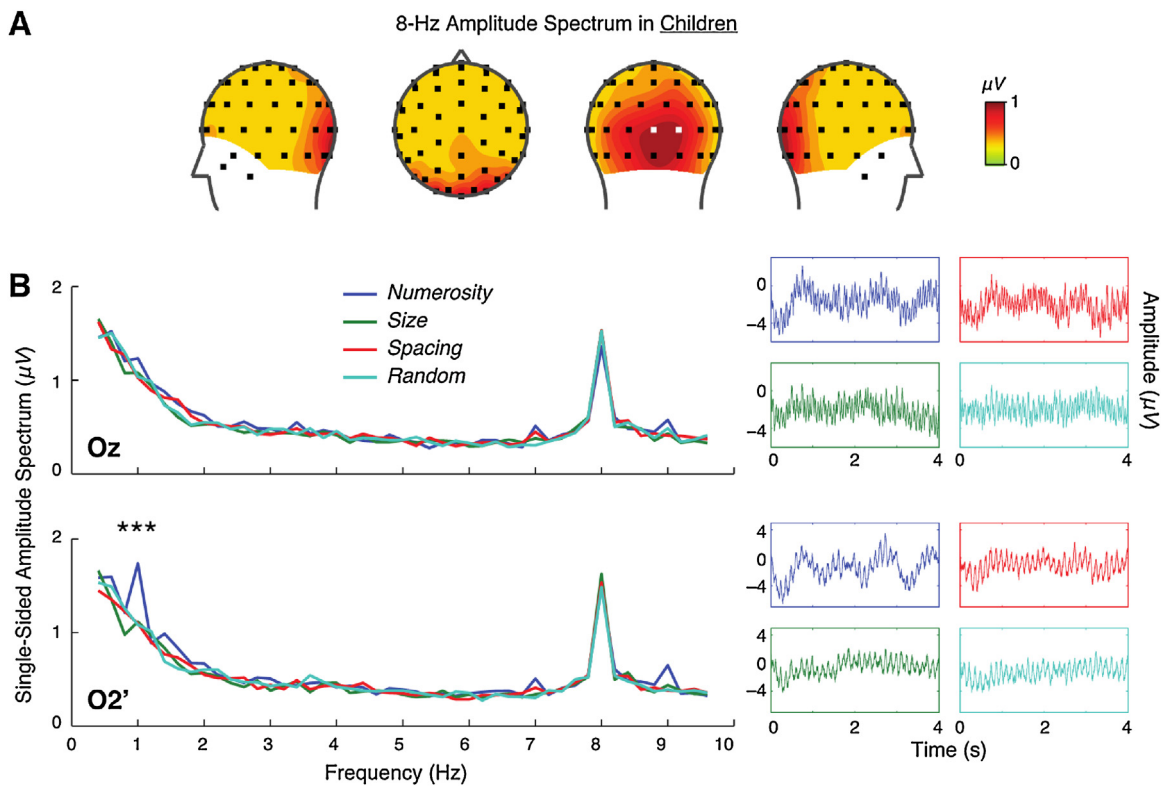 A
8-Hz Amplitude Spectrum in Children
μV
1
0
B
Single-Sided Amplitude Spectrum (μV)
2
1
0
Numerosity
Size
Spacing
Random
Oz
0
−4
0
−4
0 2 4
0 4
Amplitude (μV)
***
2
1
0
O2’
0 1 2 3 4 5 6 7 8 9 10
Frequency (Hz)
4
0
−4
4
0
−4
0 2 4
0 2 4
Time (s)